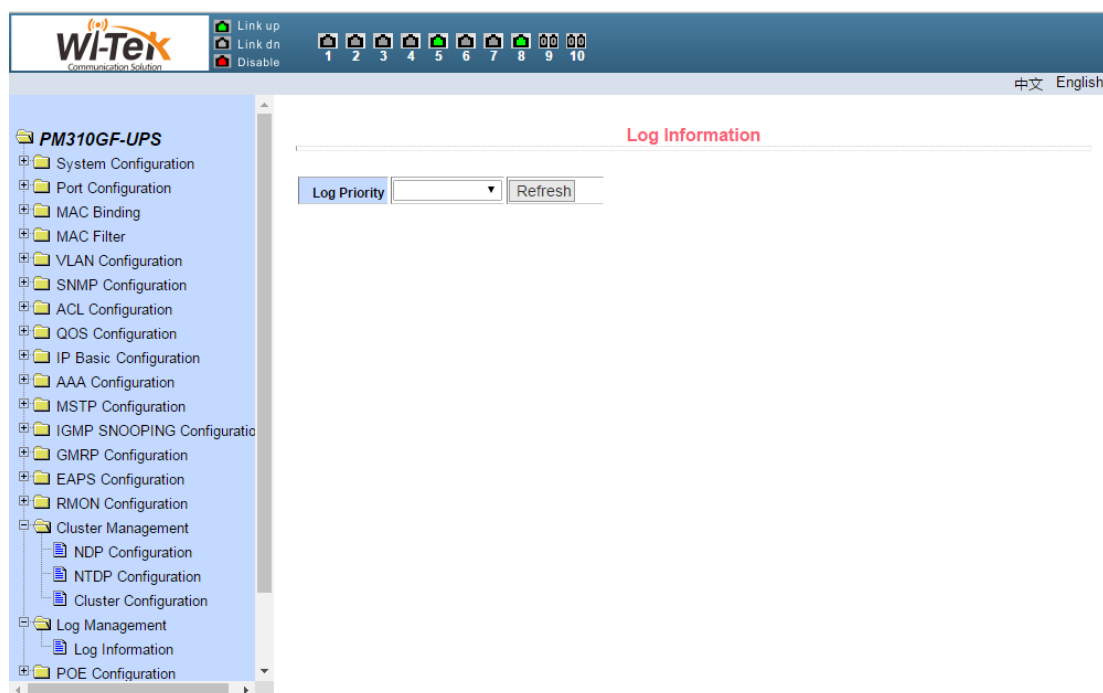 Wi-Tek
Communication Solution
Link up
Link dn
Disable
1 2 3 4 5 6 7 8 9 10
中文 English
PM310GF-UPS
System Configuration
Port Configuration
MAC Binding
MAC Filter
VLAN Configuration
SNMP Configuration
ACL Configuration
QOS Configuration
IP Basic Configuration
AAA Configuration
MSTP Configuration
IGMP SNOOPING Configuratio
GMRP Configuration
EAPS Configuration
RMON Configuration
Cluster Management
NDP Configuration
NTDP Configuration
Cluster Configuration
Log Management
Log Information
POE Configuration
Log Information
Log Priority Refresh